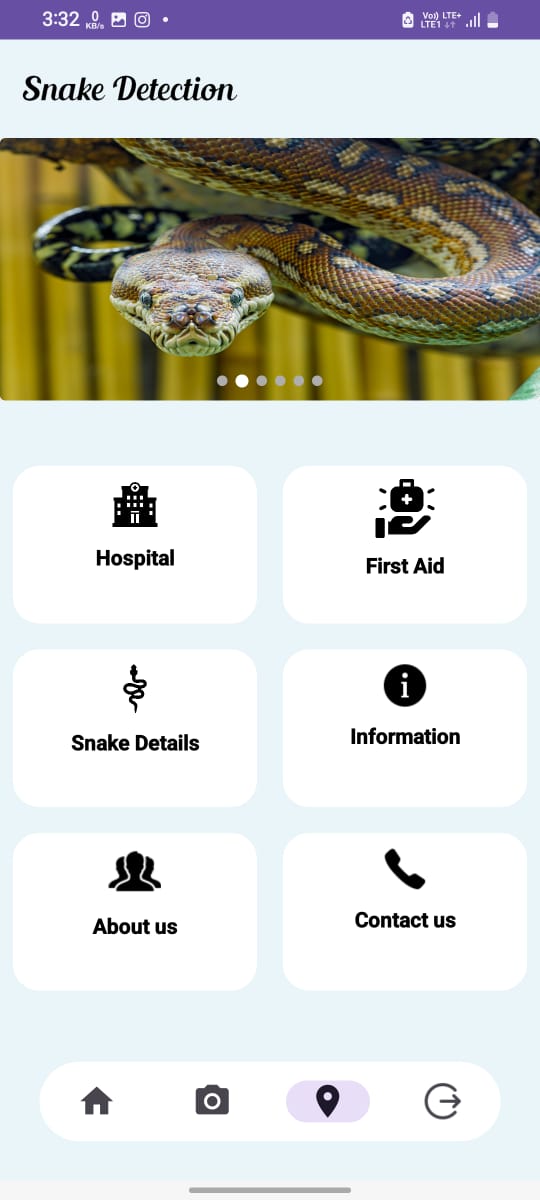 3:32 0 KB/s Vo) LTE+ LTE1
Snake Detection
Hospital
First Aid
Snake Details
Information
About us
Contact us